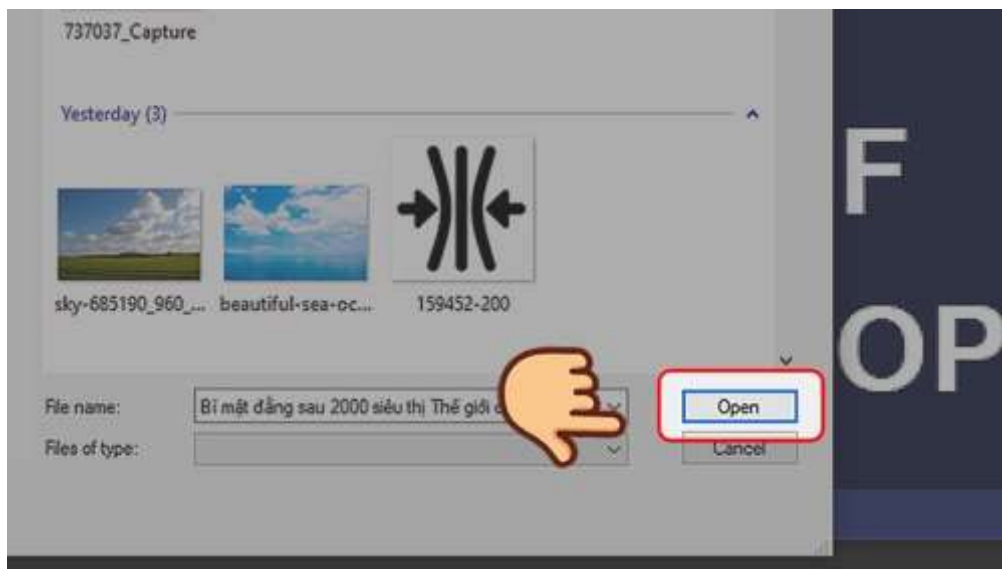 737037_Capture
Yesterday (3)
F
sky-685190_960_...
beautiful-sea-oc...
159452-200
OP
File name:
Bí mật đằng sau 2000 siêu thị Thế giới
Open
Files of type:
Cancel